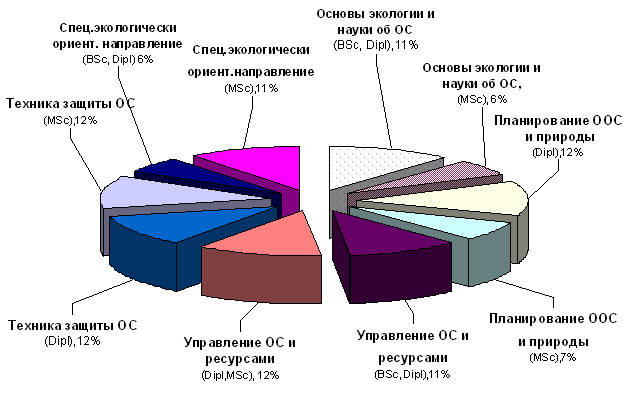 Основы экологии и
науки об ОС
(BSc, Dipl),11%
Основы экологии и
науки об ОС,
(MSc),6%
Планирование ООС
и природы
(Dipl),12%
Планирование ООС
и природы
(MSc),7%
Управление ОС и
ресурсами
(BSc,Dipl),11%
Управление ОС и
ресурсами
(Dipl,MSc), 12%
Техника защиты ОС
(Dipl),12%
Техника защиты ОС
(MSc),12%
Спец.экологически
ориент. направление
(BSc, Dipl)6%
Спец.экологически
ориент.направление
(MSc),11%